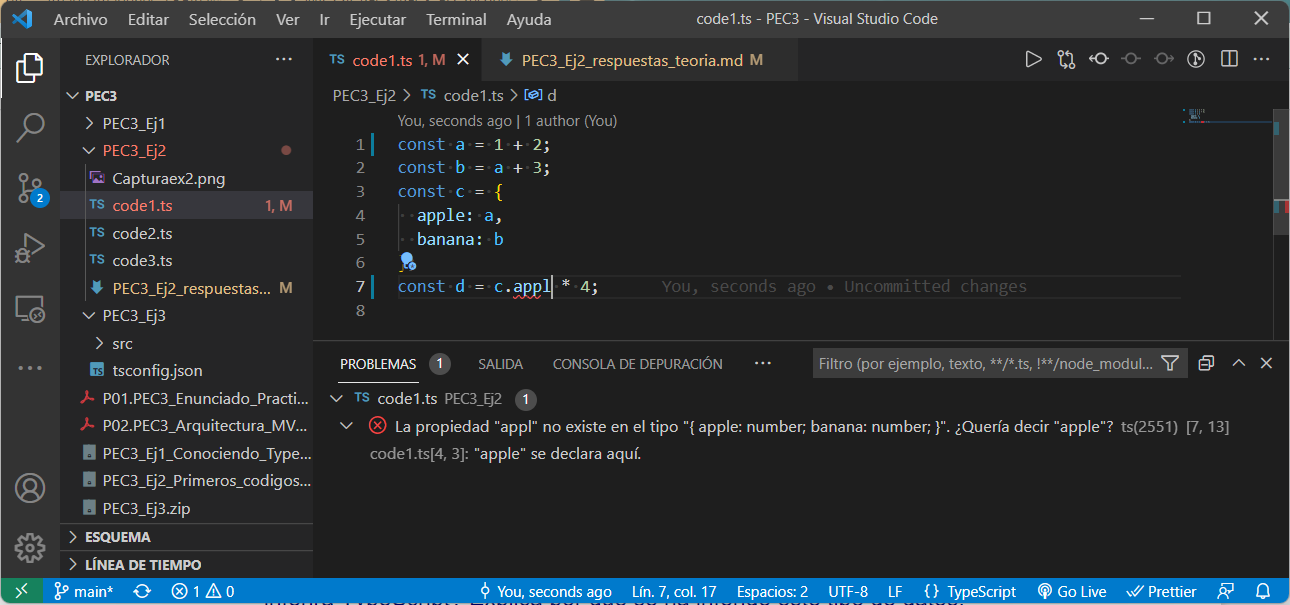 Archivo Editar Selección Ver Ir Ejecutar Terminal Ayuda code1.ts - PEC3 - Visual Studio Code
EXPLORADOR
PEC3
PEC3_Ej1
PEC3_Ej2
Capturaex2.png
TS code1.ts 1, M
TS code2.ts
TS code3.ts
PEC3_Ej2_respuestas... M
PEC3_Ej3
src
TS tsconfig.json
P01.PEC3_Enunciado_Practi...
P02.PEC3_Arquitectura_MV...
PEC3_Ej1_Conociendo_Type...
PEC3_Ej2_Primeros_codigos...
PEC3_Ej3.zip
ESQUEMA
LÍNEA DE TIEMPO
2
TS code1.ts 1, M PEC3_Ej2_respuestas_teoria.md M
PEC3_Ej2 > TS code1.ts > d
You, seconds ago | 1 author (You)
1 const a = 1 + 2;
2 const b = a + 3;
3 const c = {
4 apple: a,
5 banana: b
6
7 const d = c.appl * 4; You, seconds ago • Uncommitted changes
8
PROBLEMAS 1 SALIDA CONSOLA DE DEPURACIÓN Filtro (por ejemplo, texto, **/*.ts, !**/node_modul...
TS code1.ts PEC3_Ej2 1
La propiedad "appl" no existe en el tipo "{ apple: number; banana: number; }". ¿Quería decir "apple"? ts(2551) [7, 13]
code1.ts[4, 3]: "apple" se declara aquí.
main* 1 0 You, seconds ago Lín. 7, col. 17 Espacios: 2 UTF-8 LF {} TypeScript Go Live Prettier